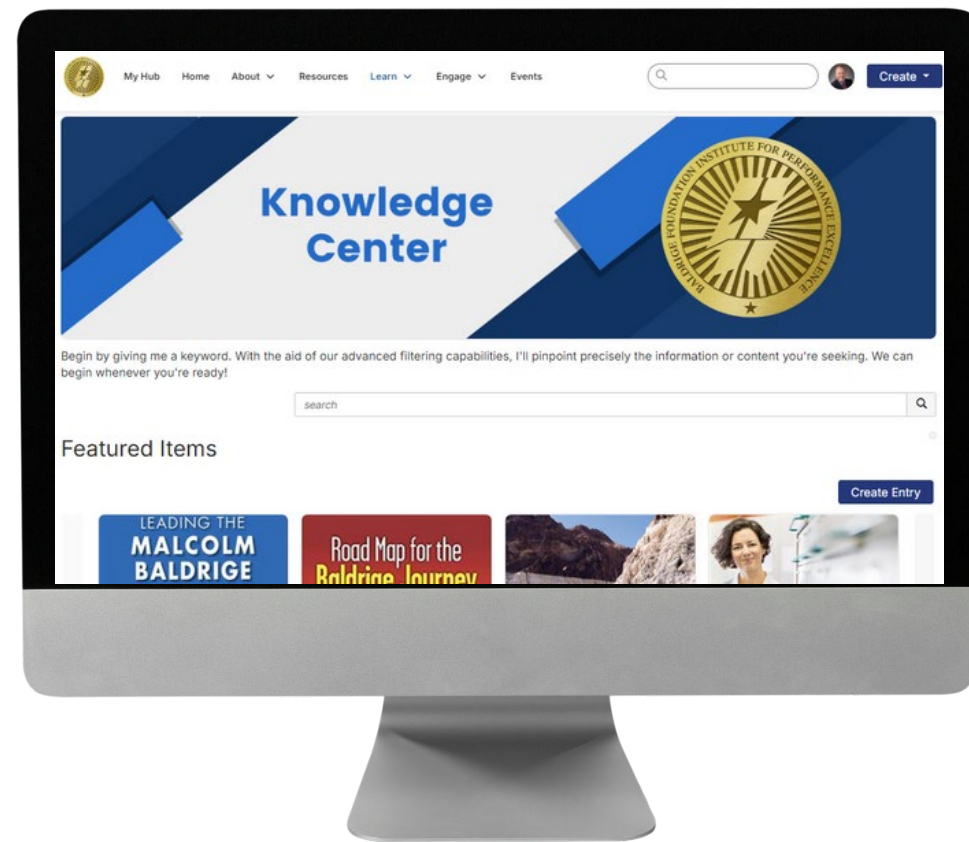 My Hub Home About Resources Learn Engage Events Create
Knowledge
Center
BALDRIGE FOUNDATION INSTITUTE FOR PERFORMANCE EXCELLENCE
Begin by giving me a keyword. With the aid of our advanced filtering capabilities, I'll pinpoint precisely the information or content you're seeking. We can
begin whenever you're ready!
search
Featured Items
Create Entry
LEADING THE
MALCOLM
BALDRIGE
Road Map for the
Baldrige Journey